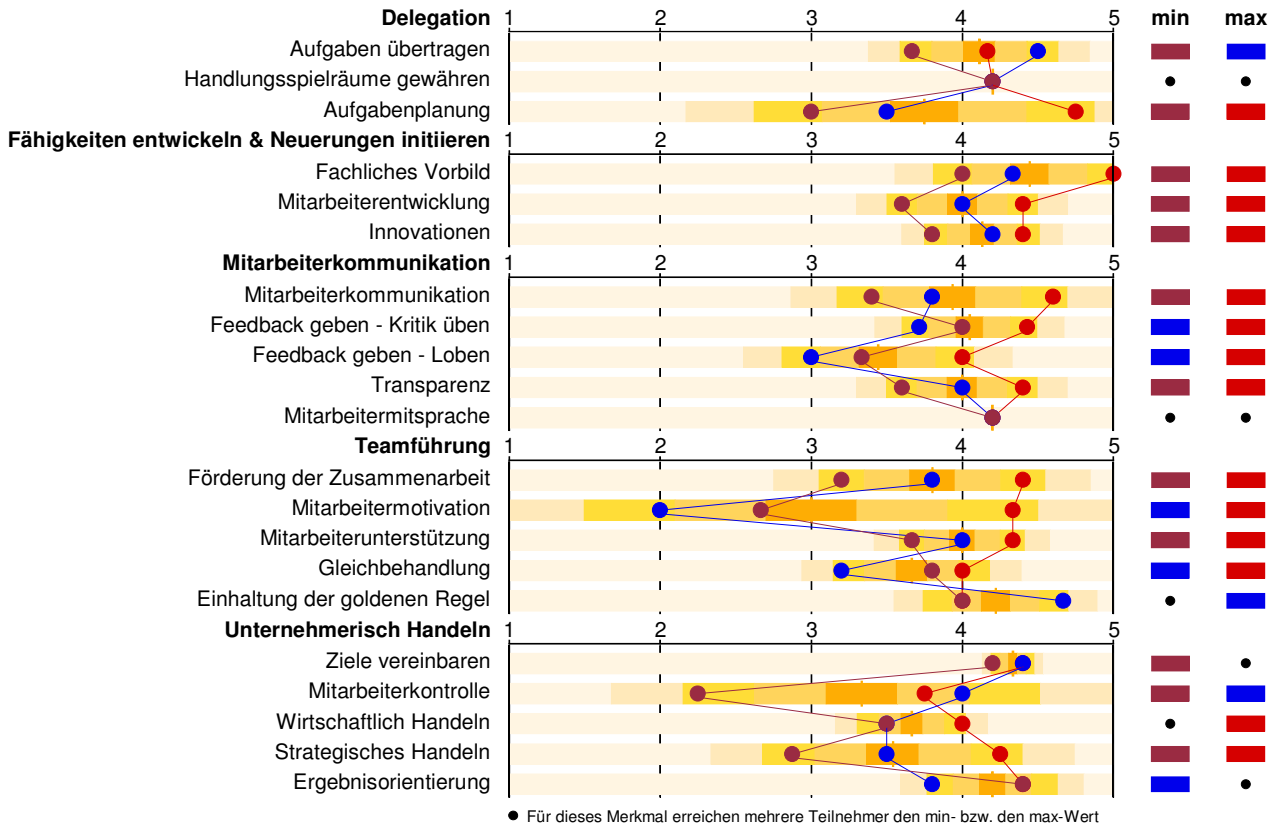 Delegation 1 2 3 4 5 min max
Aufgaben übertragen
Handlungsspielräume gewähren
Aufgabenplanung
Fähigkeiten entwickeln & Neuerungen initiieren 1 2 3 4 5
Fachliches Vorbild
Mitarbeiterentwicklung
Innovationen
Mitarbeiterkommunikation 1 2 3 4 5
Mitarbeiterkommunikation
Feedback geben - Kritik üben
Feedback geben - Loben
Transparenz
Mitarbeitermitsprache
Teamführung 1 2 3 4 5
Förderung der Zusammenarbeit
Mitarbeitermotivation
Mitarbeiterunterstützung
Gleichbehandlung
Einhaltung der goldenen Regel
Unternehmerisch Handeln 1 2 3 4 5
Ziele vereinbaren
Mitarbeiterkontrolle
Wirtschaftlich Handeln
Strategisches Handeln
Ergebnisorientierung
● Für dieses Merkmal erreichen mehrere Teilnehmer den min- bzw. den max-Wert